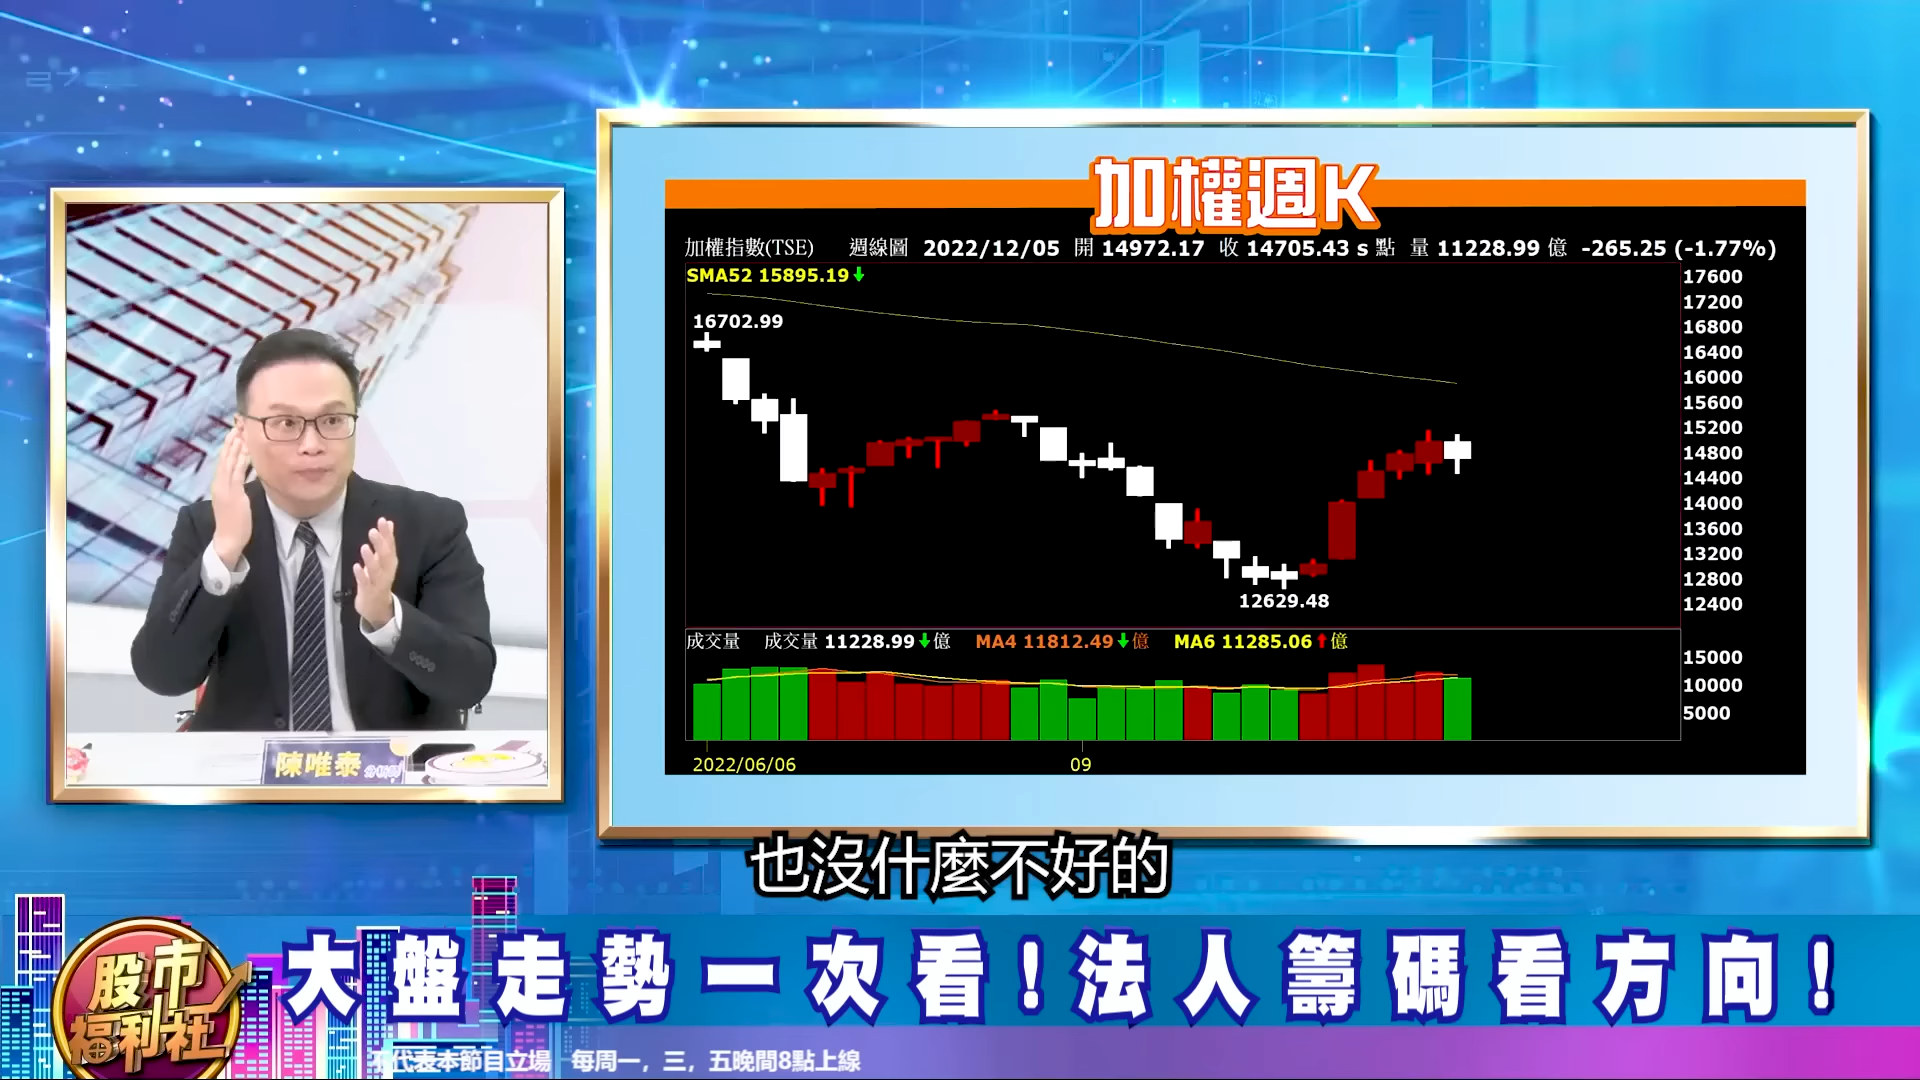 加權週K
加權指數(TSE) 週線圖 2022/12/05 開 14972.17 收 14705.43 s 點 量 11228.99 億 -265.25 (-1.77%)
SMA52 15895.19↓
16702.99
12629.48
17600
17200
16800
16400
16000
15600
15200
14800
14400
14000
13600
13200
12800
12400
成交量 成交量 11228.99↓億 MA4 11812.49↓億 MA6 11285.06↑億
15000
10000
5000
2022/06/06 09
陳唯泰 分析師
也沒什麼不好的
大盤走勢一次看!法人籌碼看方向!
股市
福利社
不代表本節目立場 每周一，三，五晚間8點上線